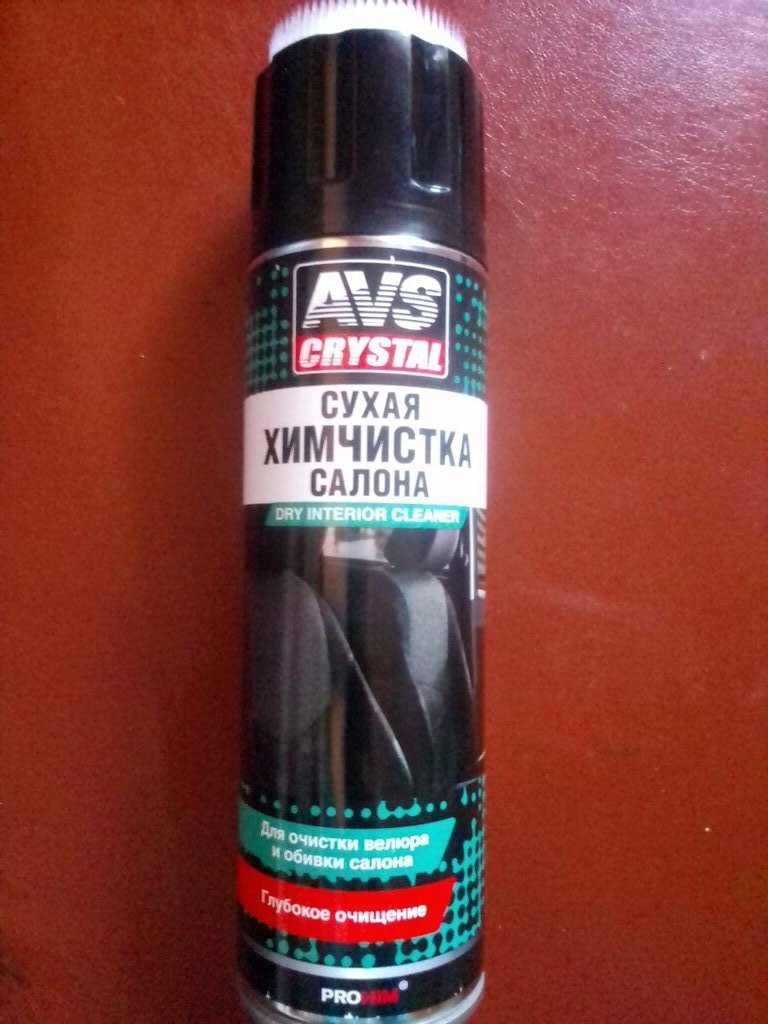 AVS
CRYSTAL
СУХАЯ
ХИМЧИСТКА
САЛОНА
DRY INTERIOR CLEANER
Для очистки велюра
и обивки салона
Глубокое очищение
PROHIM®